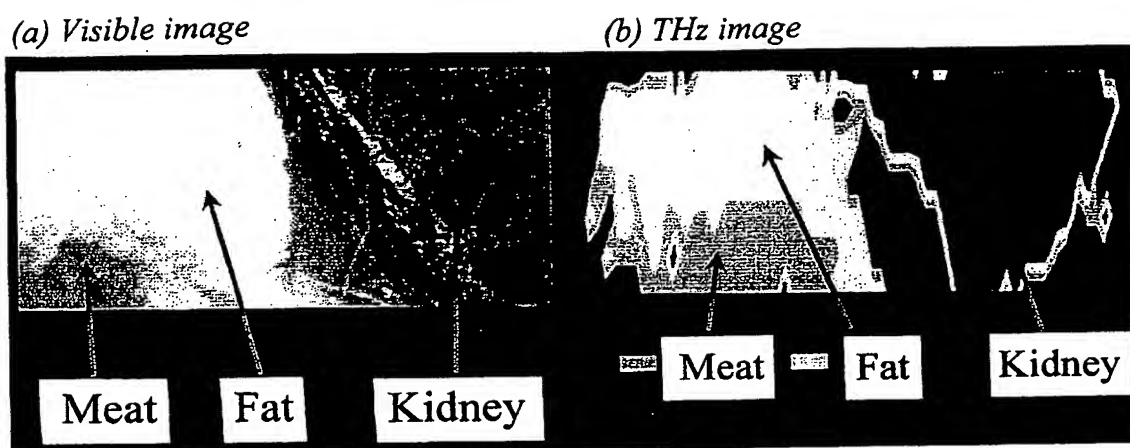 (a) Visible image
(b) THz image
Meat
Fat
Kidney
Meat
Fat
Kidney